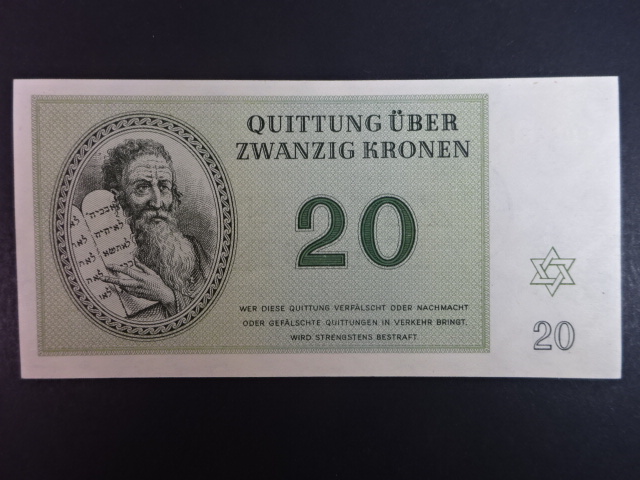 QUITTUNG ÜBER
ZWANZIG KRONEN
20
WER DIESE QUITTUNG VERFÄLSCHT ODER NACHMACHT
ODER GEFÄLSCHTE QUITTUNGEN IN VERKEHR BRINGT,
WIRD STRENGSTENS BESTRAFT.
20